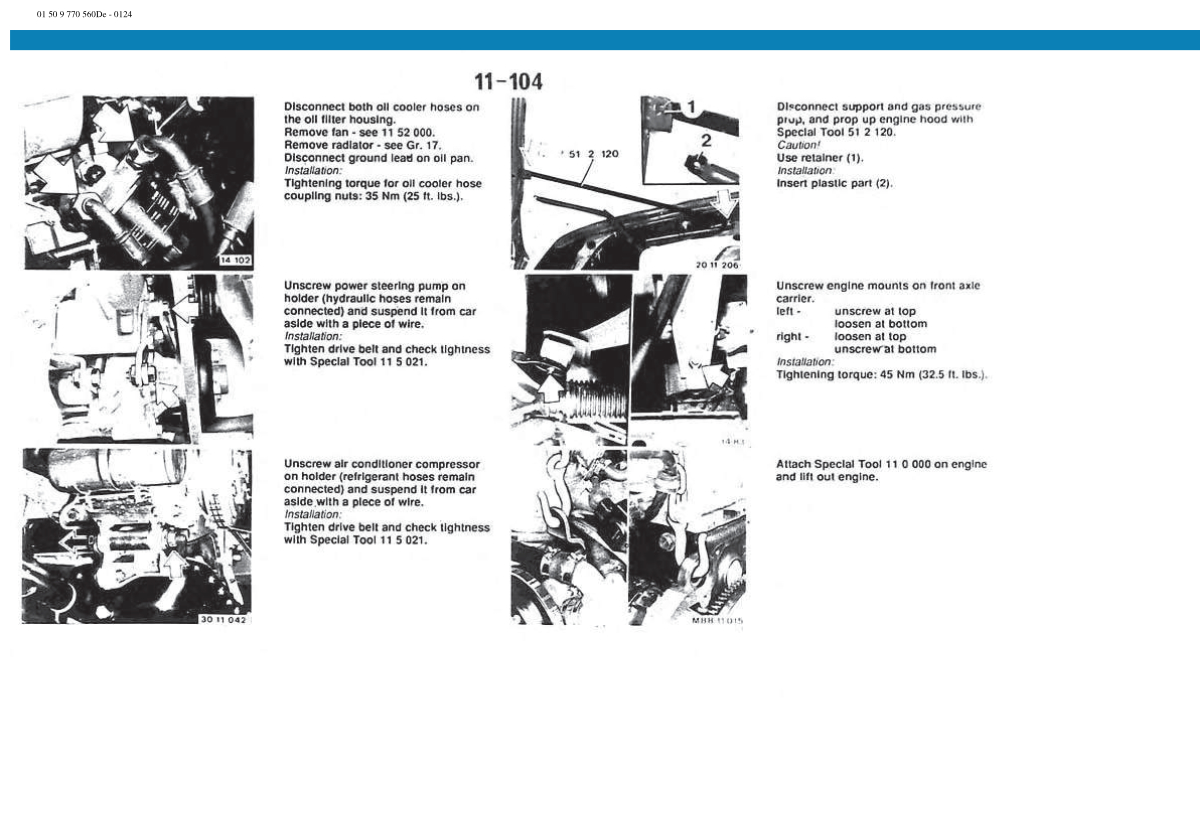 01 50 9 770 560De - 0124
11-104
Disconnect both oil cooler hoses on
the oil filter housing.
Remove fan - see 11 52 000.
Remove radiator - see Gr. 17.
Disconnect ground lead on oil pan.
Installation:
Tightening torque for oil cooler hose
coupling nuts: 35 Nm (25 ft. lbs.).
14 102
Unscrew power steering pump on
holder (hydraulic hoses remain
connected) and suspend it from car
aside with a piece of wire.
Installation:
Tighten drive belt and check tightness
with Special Tool 11 5 021.
Unscrew air conditioner compressor
on holder (refrigerant hoses remain
connected) and suspend it from car
aside with a piece of wire.
Installation:
Tighten drive belt and check tightness
with Special Tool 11 5 021.
30 11 042
1
2
51 2 120
20 11 206
Disconnect support and gas pressure
prop, and prop up engine hood with
Special Tool 51 2 120.
Caution!
Use retainer (1).
Installation:
Insert plastic part (2).
Unscrew engine mounts on front axle
carrier.
left - unscrew at top
loosen at bottom
right - loosen at top
unscrew at bottom
Installation:
Tightening torque: 45 Nm (32.5 ft. lbs.).
14 83
Attach Special Tool 11 0 000 on engine
and lift out engine.
M88 11 015